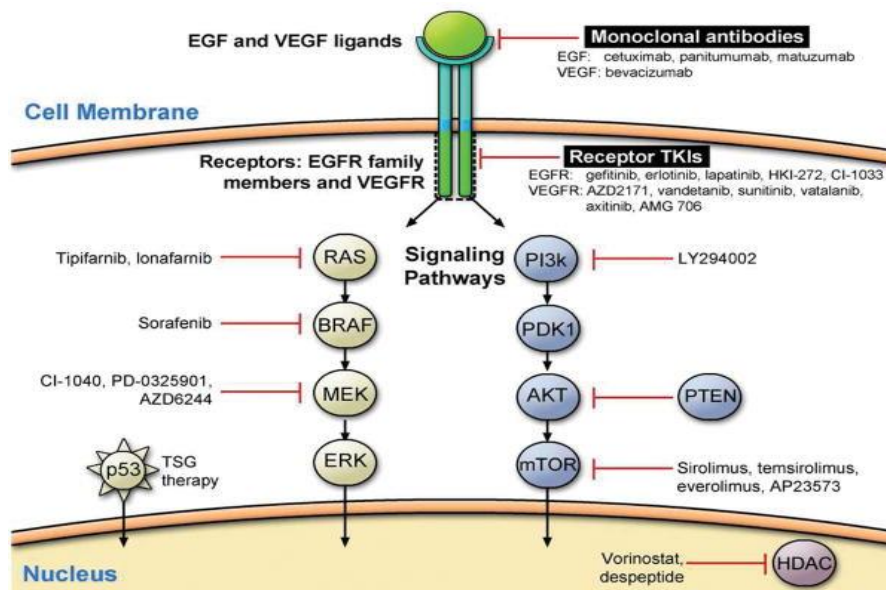 EGF and VEGF ligands
Monoclonal antibodies
EGF: cetuximab, panitumumab, matuzumab
VEGF: bevacizumab
Cell Membrane
Receptors: EGFR family
members and VEGFR
Receptor TKIs
EGFR: gefitinib, erlotinib, lapatinib, HKI-272, CI-1033
VEGFR: AZD2171, vandetanib, sunitinib, vatalanib,
axitinib, AMG 706
Signaling
Pathways
Tipifarnib, lonafarnib
RAS
PI3k
LY294002
Sorafenib
BRAF
PDK1
CI-1040, PD-0325901,
AZD6244
MEK
AKT
PTEN
p53
TSG
therapy
ERK
mTOR
Sirolimus, temsirolimus,
everolimus, AP23573
Nucleus
Vorinostat,
despeptide
HDAC